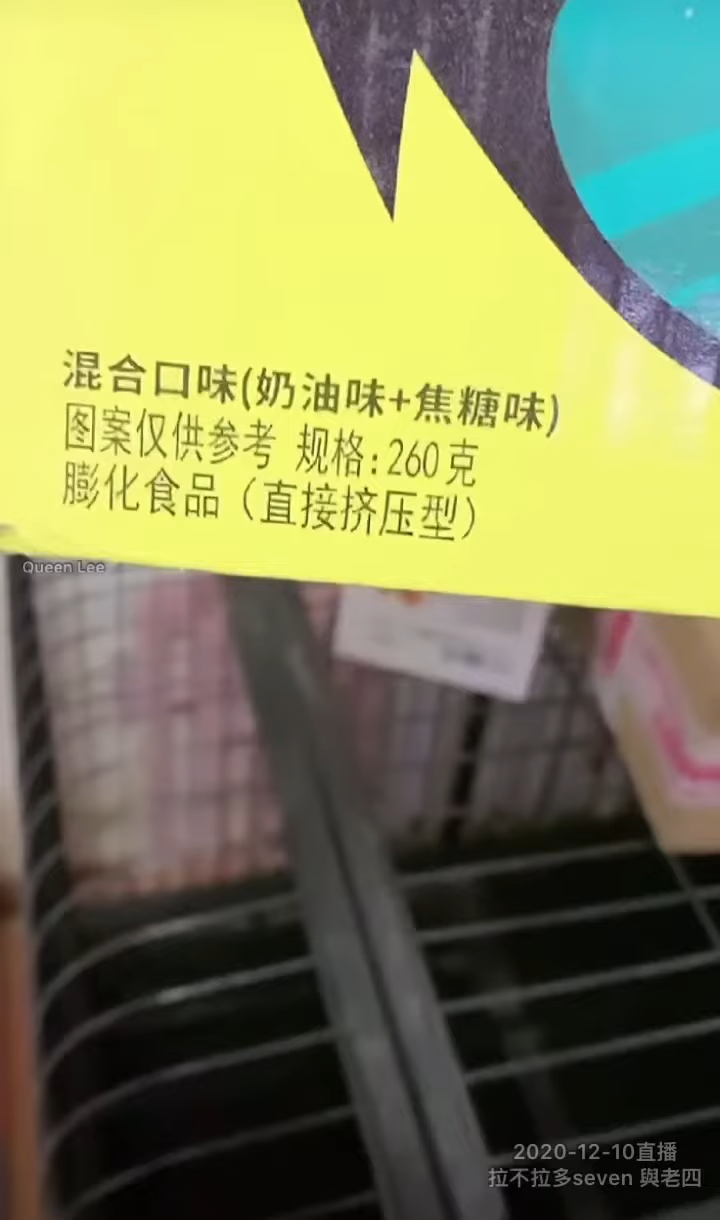 混合口味(奶油味+焦糖味)
图案仅供参考 规格:260克
膨化食品（直接挤压型）
Queen Lee
2020-12-10直播
拉不拉多seven 與老四